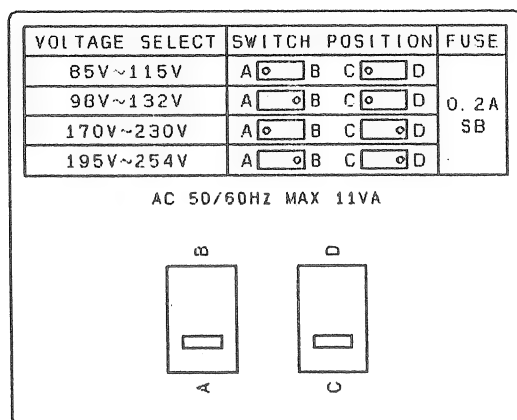 VOLTAGE SELECT SWITCH POSITION FUSE
85V~115V A B C D
98V~132V A B C D
170V~230V A B C D
195V~254V A B C D
0.2A
SB
AC 50/60Hz MAX 11VA
B D
A C